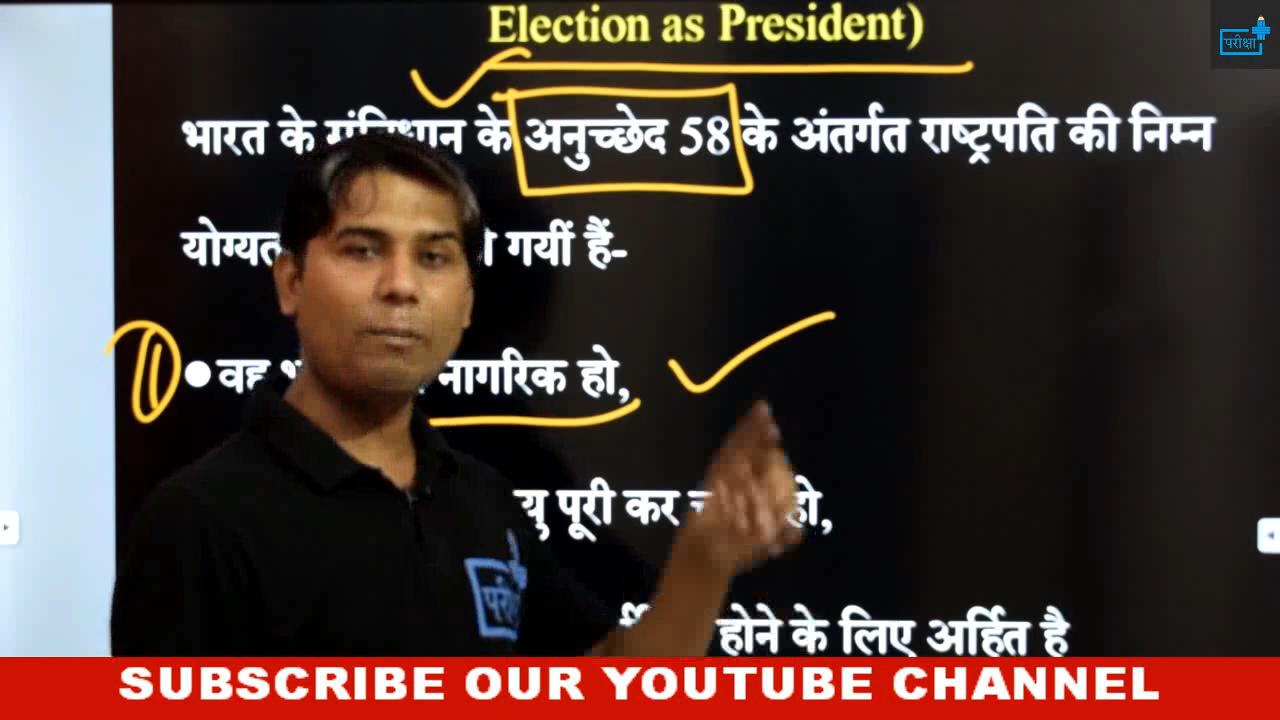 Election as President)
परीक्षा
भारत के संविधान के अनुच्छेद 58 के अंतर्गत राष्ट्रपति की निम्न
गयीं हैं-
1
वह नागरिक हो,
पूरी कर हो,
होने के लिए अर्हित है
SUBSCRIBE OUR YOUTUBE CHANNEL